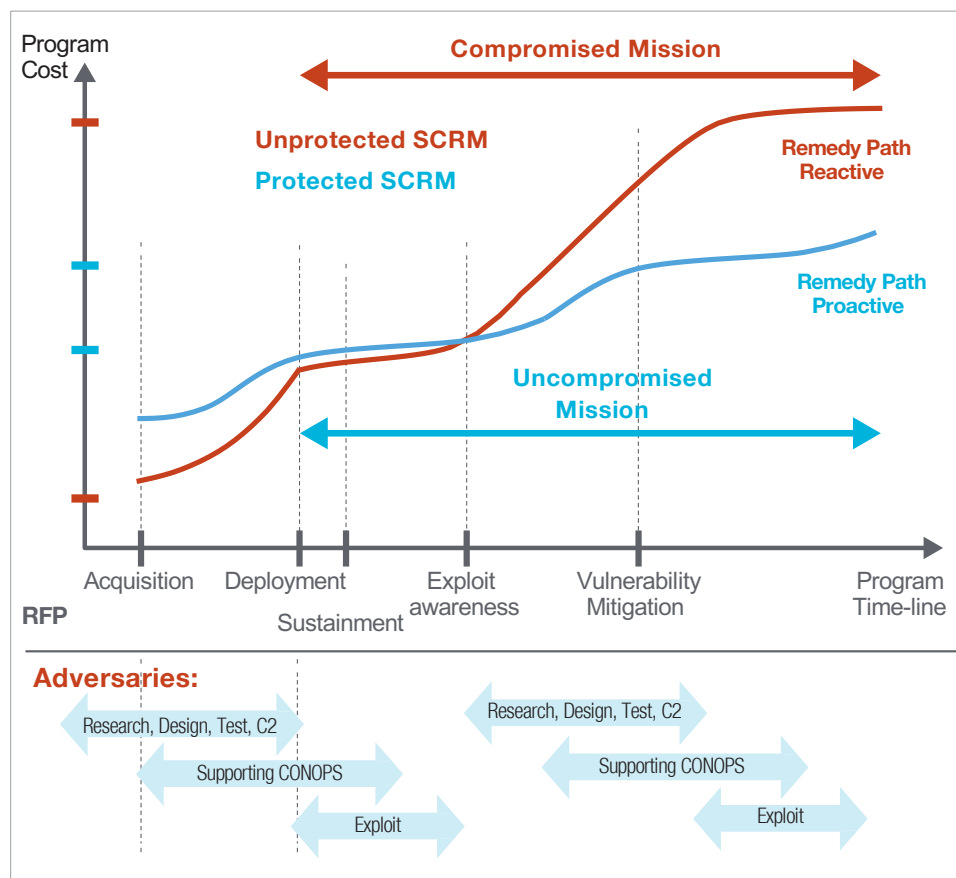 Program
Cost
Compromised Mission
Unprotected SCRM
Protected SCRM
Remedy Path
Reactive
Remedy Path
Proactive
Uncompromised
Mission
Acquisition
Deployment
Sustainment
Exploit
awareness
Vulnerability
Mitigation
Program
Time-line
RFP
Adversaries:
Research, Design, Test, C2
Supporting CONOPS
Exploit
Research, Design, Test, C2
Supporting CONOPS
Exploit